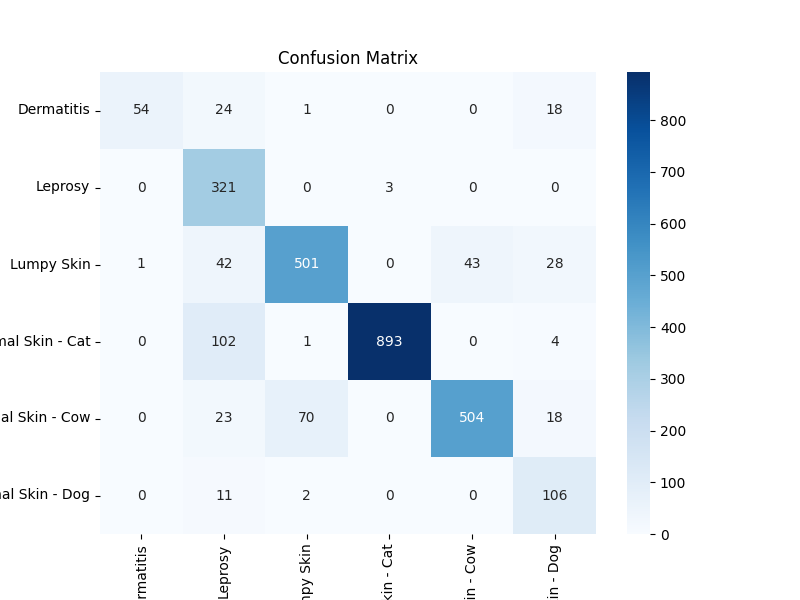 Confusion Matrix
Dermatitis 54 24 1 0 0 18
Leprosy 0 321 0 3 0 0
Lumpy Skin 1 42 501 0 43 28
mal Skin - Cat 0 102 1 893 0 4
al Skin - Cow 0 23 70 0 504 18
al Skin - Dog 0 11 2 0 0 106
rmatitis
Leprosy
mpy Skin
kin - Cat
in - Cow
in - Dog
800
700
600
500
400
300
200
100
0